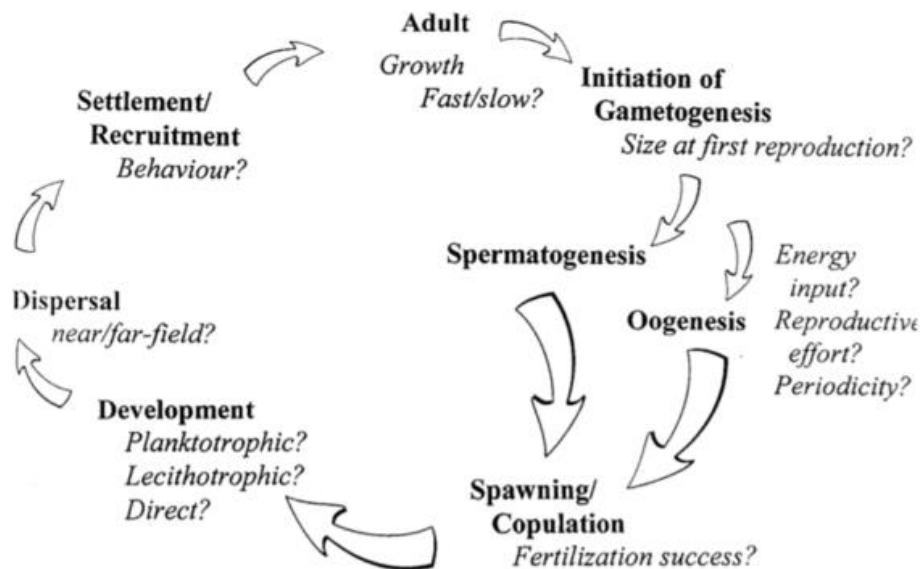 Adult
Growth
Fast/slow?
Initiation of
Gametogenesis
Size at first reproduction?
Spermatogenesis
Oogenesis
Energy
input?
Reproductive
effort?
Periodicity?
Spawning/
Copulation
Fertilization success?
Development
Planktotrophic?
Lecithotrophic?
Direct?
Dispersal
near/far-field?
Settlement/
Recruitment
Behaviour?